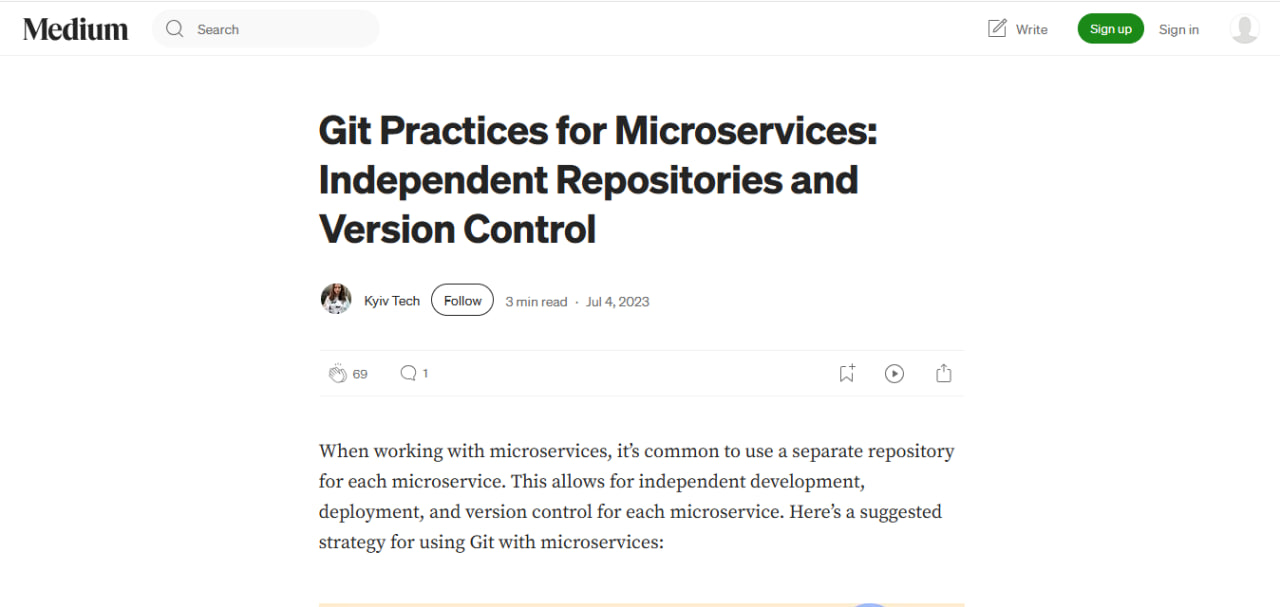 Medium
Search
Write
Sign up
Sign in
Git Practices for Microservices:
Independent Repositories and
Version Control
Kyiv Tech
Follow
3 min read · Jul 4, 2023
69
1
When working with microservices, it’s common to use a separate repository
for each microservice. This allows for independent development,
deployment, and version control for each microservice. Here’s a suggested
strategy for using Git with microservices: